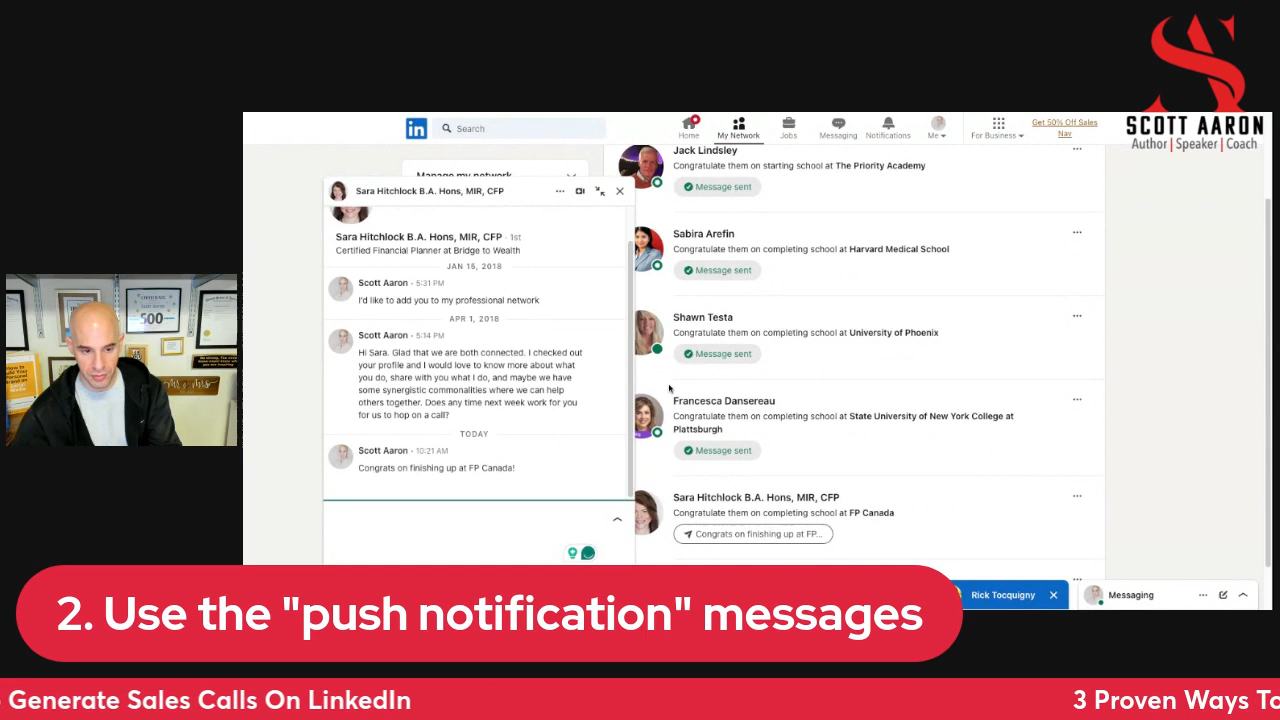 SCOTT AARON
Author | Speaker | Coach
in
Search
Home
My Network
Jobs
Messaging
Notifications
Me
For Business
Get 50% Off Sales
Nav
Manage my network
Sara Hitchlock B.A. Hons, MIR, CFP
Sara Hitchlock B.A. Hons, MIR, CFP · 1st
Certified Financial Planner at Bridge to Wealth
JAN 15, 2018
Scott Aaron • 5:31 PM
I'd like to add you to my professional network
APR 1, 2018
Scott Aaron • 5:14 PM
Hi Sara. Glad that we are both connected. I checked out
your profile and I would love to know more about what
you do, share with you what I do, and maybe we have
some synergistic commonalities where we can help
others together. Does any time next week work for you
for us to hop on a call?
TODAY
Scott Aaron • 10:21 AM
Congrats on finishing up at FP Canada!
Jack Lindsley
Congratulate them on starting school at The Priority Academy
Message sent
Sabira Arefin
Congratulate them on completing school at Harvard Medical School
Message sent
Shawn Testa
Congratulate them on completing school at University of Phoenix
Message sent
Francesca Dansereau
Congratulate them on completing school at State University of New York College at
Plattsburgh
Message sent
Sara Hitchlock B.A. Hons, MIR, CFP
Congratulate them on completing school at FP Canada
Congrats on finishing up at FP...
Rick Tocquigny
Messaging
500
Mr & Mrs
2. Use the "push notification" messages
Generate Sales Calls On LinkedIn
3 Proven Ways To